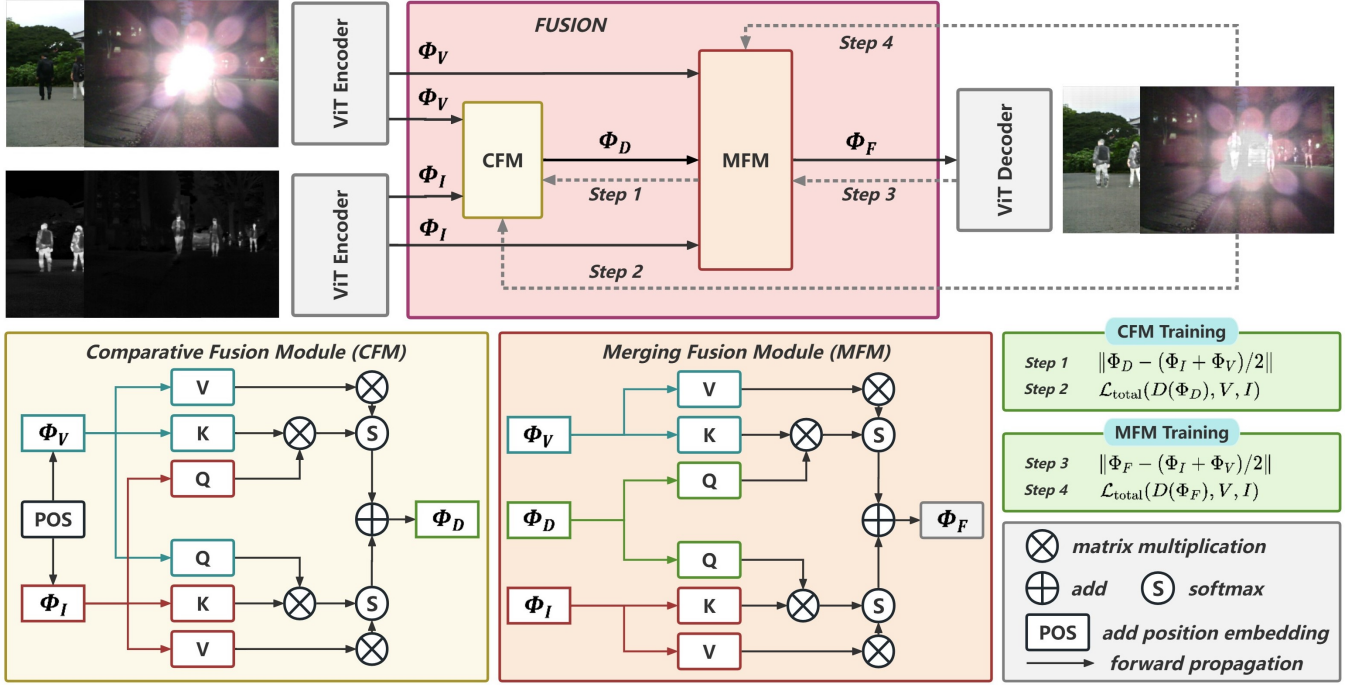 FUSION
Step 4
ViT Encoder
Φ_V
Φ_V
CFM
Φ_D
MFM
Φ_F
ViT Decoder
Step 1
Step 3
ViT Encoder
Φ_I
Φ_I
Step 2
Comparative Fusion Module (CFM)
V
Φ_V
K
S
Q
POS
Φ_D
Q
Φ_I
K
S
V
Merging Fusion Module (MFM)
V
Φ_V
K
S
Q
Φ_D
Φ_F
Q
Φ_I
K
S
V
CFM Training
Step 1 ‖Φ_D − (Φ_I + Φ_V)/2‖
Step 2 ℒ_total(D(Φ_D), V, I)
MFM Training
Step 3 ‖Φ_F − (Φ_I + Φ_V)/2‖
Step 4 ℒ_total(D(Φ_F), V, I)
matrix multiplication
add S softmax
POS add position embedding
forward propagation